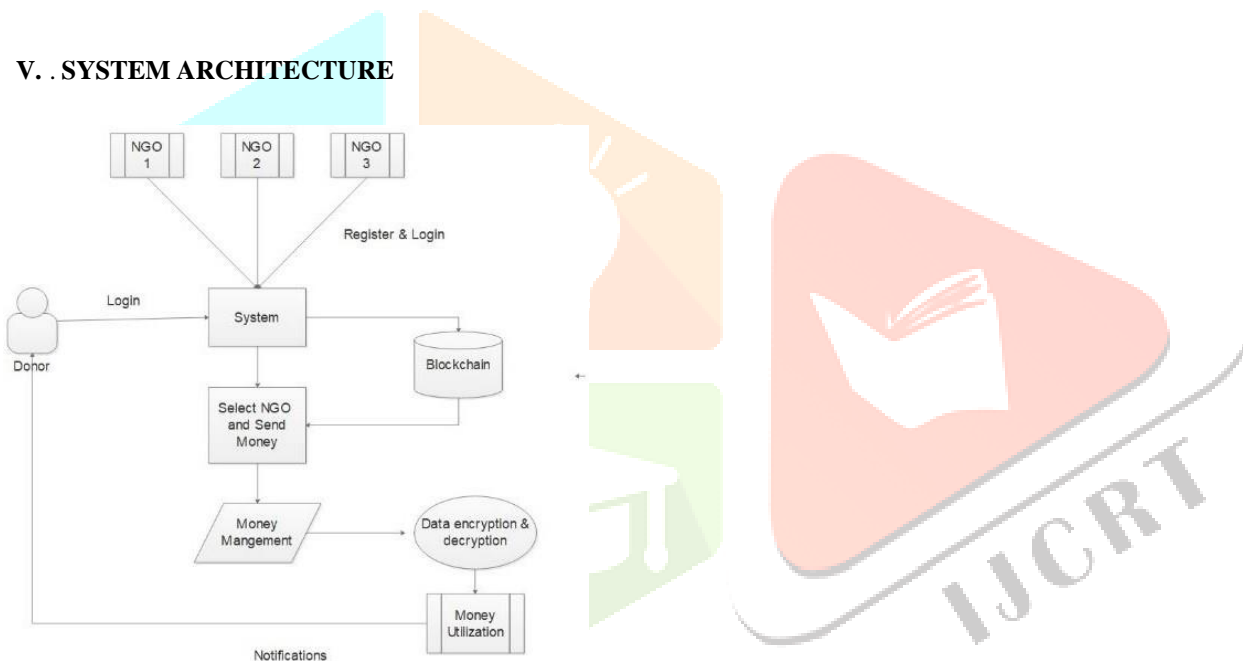 V. . SYSTEM ARCHITECTURE
NGO
1
NGO
2
NGO
3
Register & Login
Login
System
Donor
Blockchain
Select NGO
and Send
Money
Money
Mangement
Data encryption &
decryption
Money
Utilization
Notifications
IJCRT